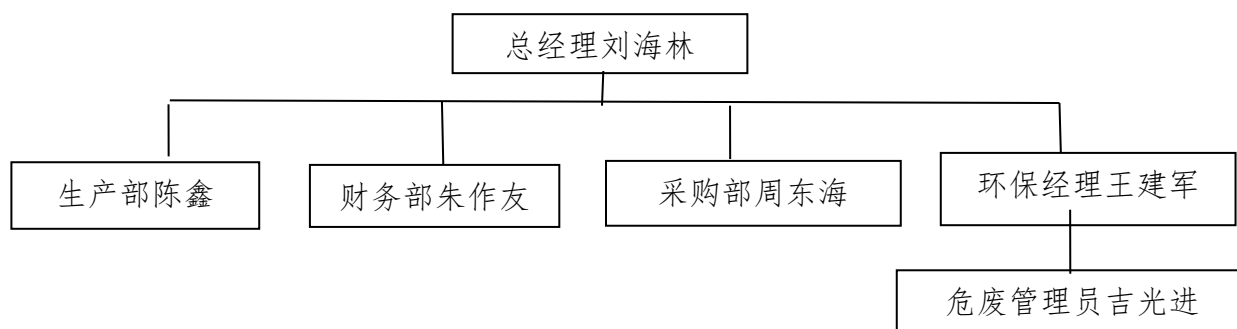 总经理刘海林
生产部陈鑫
财务部朱作友
采购部周东海
环保经理王建军
危废管理员吉光进